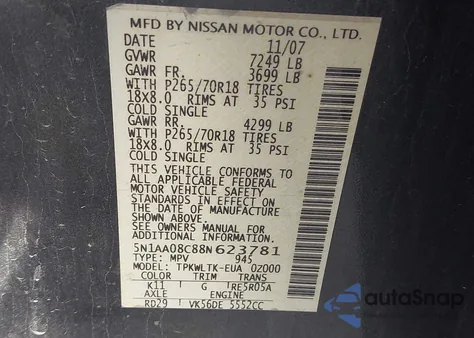 MFD BY NISSAN MOTOR CO., LTD.
DATE 11/07
GVWR 7249 LB
GAWR FR. 3699 LB
WITH P265/70R18 TIRES
18X8.0 RIMS AT 35 PSI
COLD SINGLE
GAWR RR. 4299 LB
WITH P265/70R18 TIRES
18X8.0 RIMS AT 35 PSI
COLD SINGLE
THIS VEHICLE CONFORMS TO
ALL APPLICABLE FEDERAL
MOTOR VEHICLE SAFETY
STANDARDS IN EFFECT ON
THE DATE OF MANUFACTURE
SHOWN ABOVE.
SEE OWNERS MANUAL FOR
ADDITIONAL INFORMATION.
5N1AA08C88N623781
TYPE: MPV 945
MODEL: TPKWLTK-EUA 02000
COLOR TRIM TRANS
K11 G RE5R05A
AXLE ENGINE
RD29 VK56DE 5552CC
autoSnap